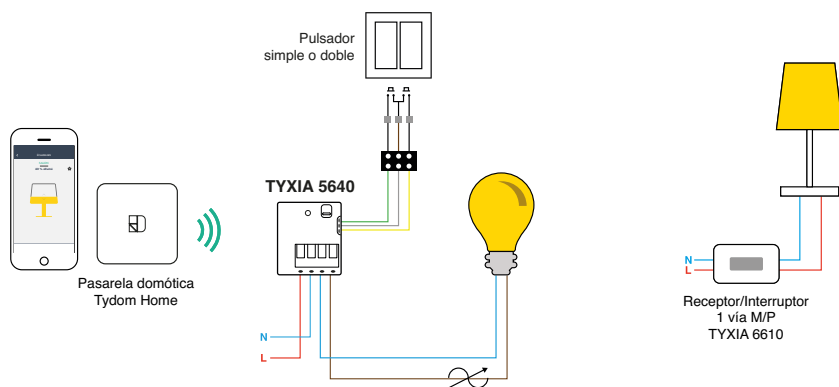 Pulsador
simple o doble
TYXIA 5640
Pasarela domótica
Tydom Home
N
L
N
L
Receptor/Interruptor
1 vía M/P
TYXIA 6610